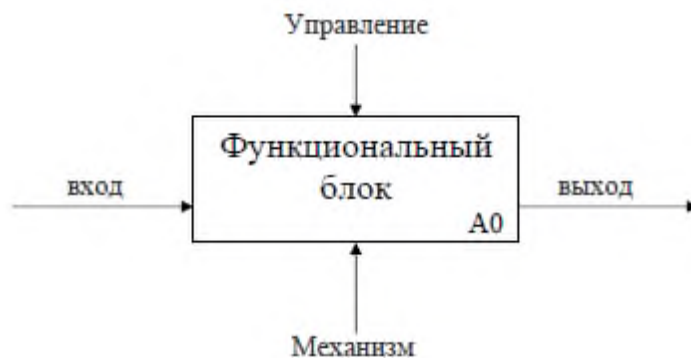 Управление
Функциональный
блок
вход
выход
A0
Механизм